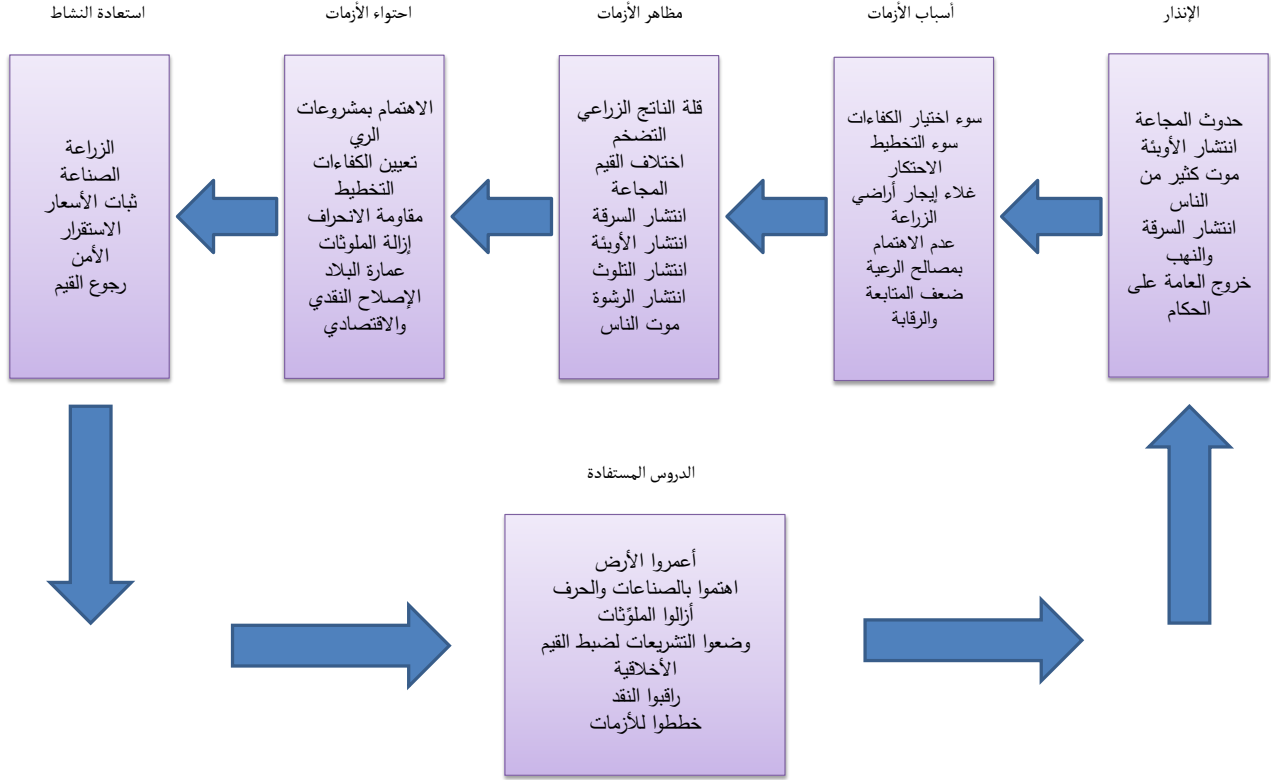 الإنذار
حدوث المجاعة
انتشار الأوبئة
موت كثير من
الناس
انتشار السرقة
والنهب
خروج العامة على
الحكام
أسباب الأزمات
سوء اختيار الكفاءات
سوء التخطيط
الاحتكار
غلاء إيجار أراضي
الزراعة
عدم الاهتمام
بمصالح الرعية
ضعف المتابعة
والرقابة
مظاهر الأزمات
قلة الناتج الزراعي
التضخم
اختلاف القيم
المجاعة
انتشار السرقة
انتشار الأوبئة
انتشار التلوث
انتشار الرشوة
موت الناس
احتواء الأزمات
الاهتمام بمشروعات
الري
تعيين الكفاءات
التخطيط
مقاومة الانحراف
إزالة الملوثات
عمارة البلاد
الإصلاح النقدي
والاقتصادي
استعادة النشاط
الزراعة
الصناعة
ثبات الأسعار
الاستقرار
الأمن
رجوع القيم
الدروس المستفادة
أعمروا الأرض
اهتموا بالصناعات والحرف
أزالوا الملوِّثات
وضعوا التشريعات لضبط القيم
الأخلاقية
راقبوا النقد
خططوا للأزمات